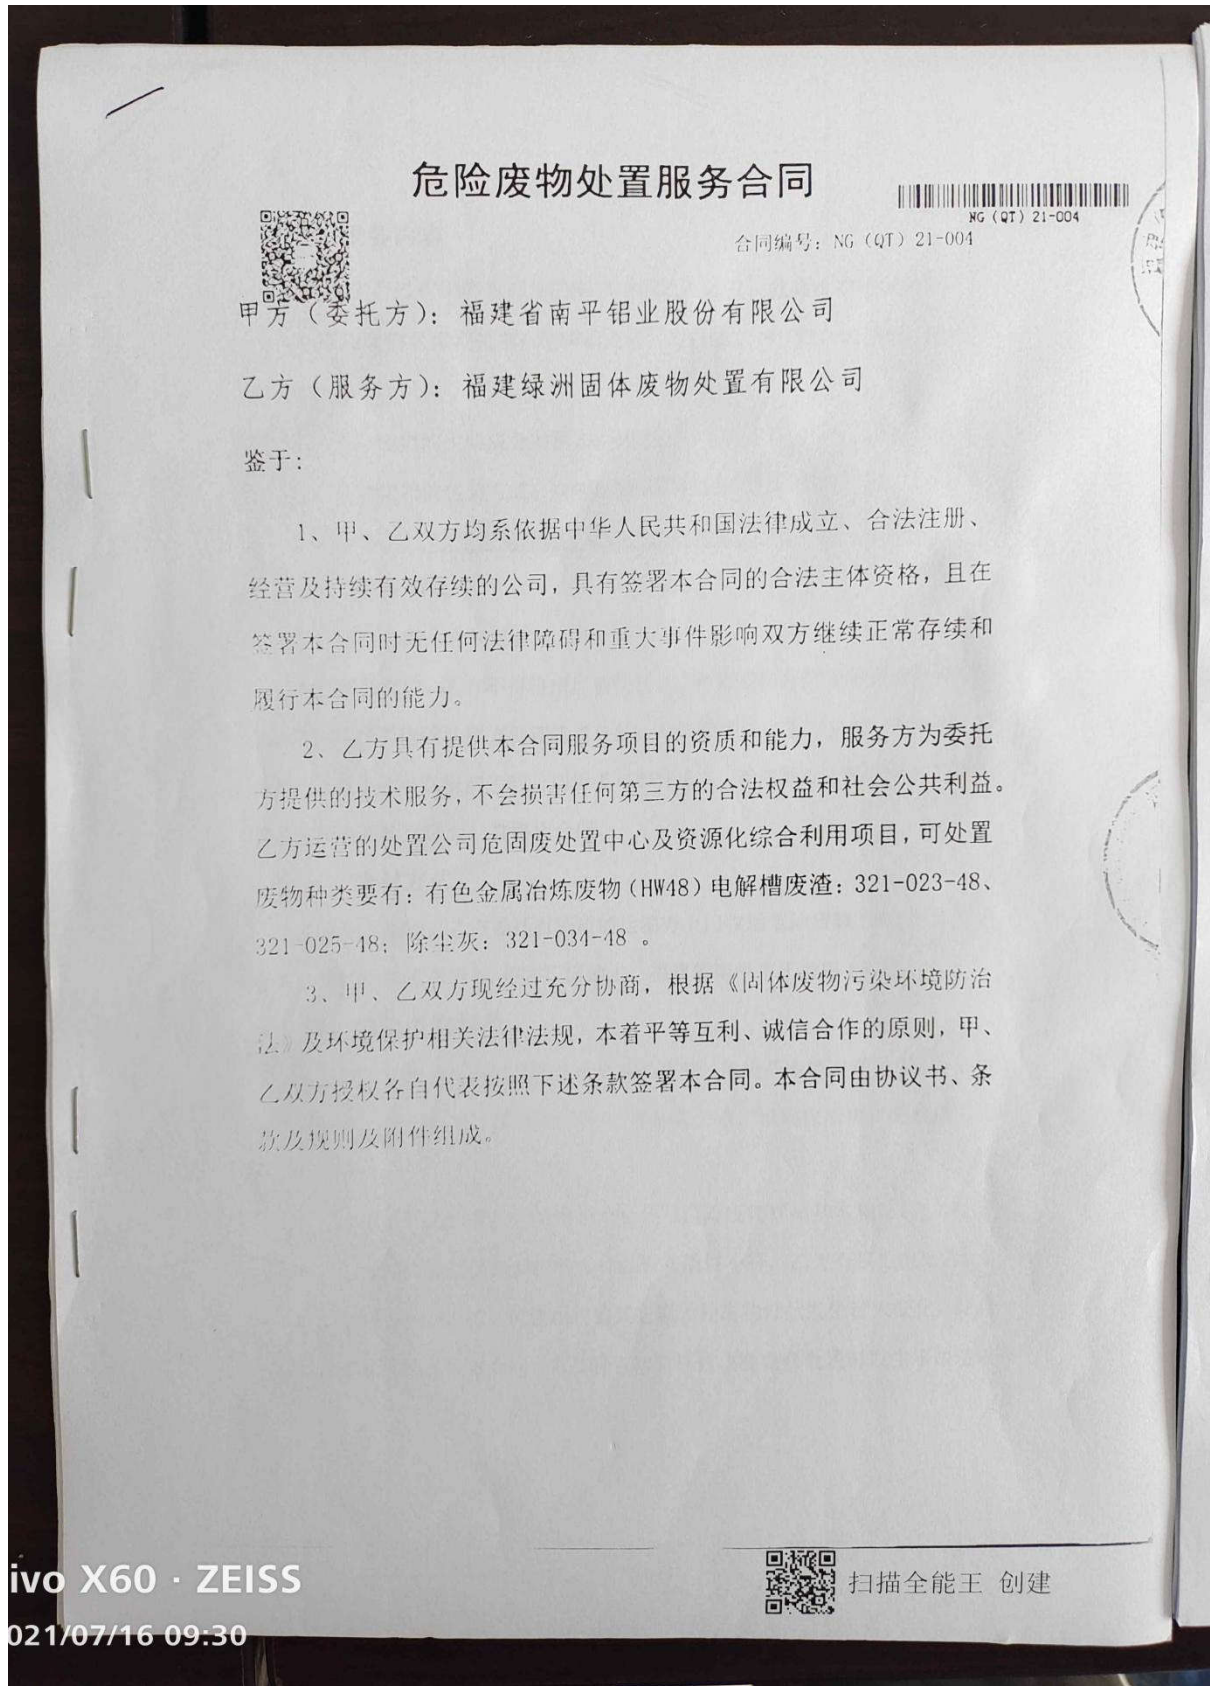 危险废物处置服务合同
NG (QT) 21-004
合同编号：NG（QT）21-004
甲方（委托方）：福建省南平铝业股份有限公司
乙方（服务方）：福建绿洲固体废物处置有限公司
鉴于：
1、甲、乙双方均系依据中华人民共和国法律成立、合法注册、
经营及持续有效存续的公司，具有签署本合同的合法主体资格，且在
签署本合同时无任何法律障碍和重大事件影响双方继续正常存续和
履行本合同的能力。
2、乙方具有提供本合同服务项目的资质和能力，服务方为委托
方提供的技术服务，不会损害任何第三方的合法权益和社会公共利益。
乙方运营的处置公司危固废处置中心及资源化综合利用项目，可处置
废物种类要有：有色金属冶炼废物（HW48）电解槽废渣：321-023-48、
321-025-48；除尘灰：321-034-48 。
3、甲、乙双方现经过充分协商，根据《固体废物污染环境防治
法》及环境保护相关法律法规，本着平等互利、诚信合作的原则，甲、
乙双方授权各自代表按照下述条款签署本合同。本合同由协议书、条
款及规则及附件组成。
扫描全能王 创建
ivo X60 · ZEISS
021/07/16 09:30